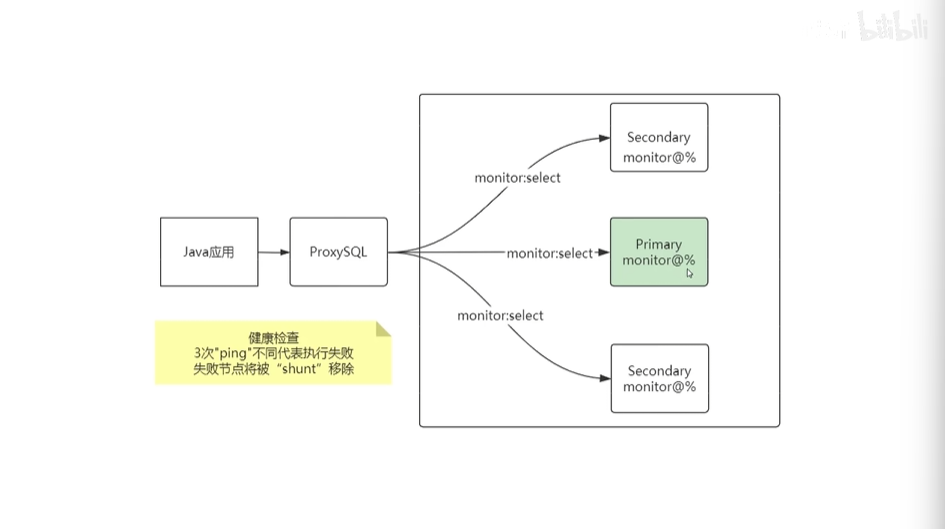 bilibili
Secondary
monitor@%
monitor:select
Java应用
ProxySQL
monitor:select
Primary
monitor@%
monitor:select
Secondary
monitor@%
健康检查
3次"ping"不同代表执行失败
失败节点将被“shunt”移除